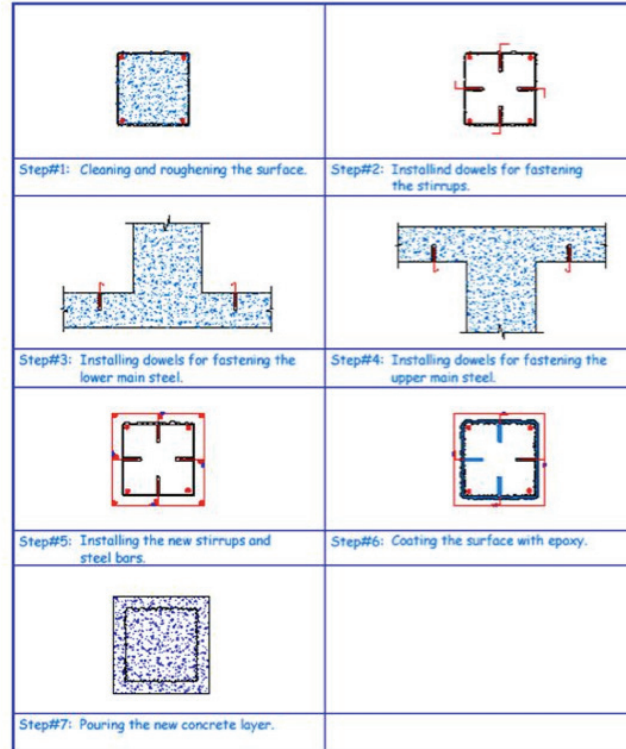 Step#1: Cleaning and roughening the surface.
Step#2: Installind dowels for fastening
the stirrups.
Step#3: Installing dowels for fastening the
lower main steel.
Step#4: Installing dowels for fastening the
upper main steel.
Step#5: Installing the new stirrups and
steel bars.
Step#6: Coating the surface with epoxy.
Step#7: Pouring the new concrete layer.